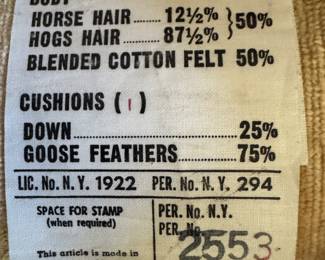 BODY
HORSE HAIR 12½% } 50%
HOGS HAIR 87½%
BLENDED COTTON FELT 50%
CUSHIONS (1)
DOWN 25%
GOOSE FEATHERS 75%
LIC. No. N. Y. 1922 PER. No. N. Y. 294
SPACE FOR STAMP
(when required)
PER. No. N.Y.
PER. No.
2553
This article is made in